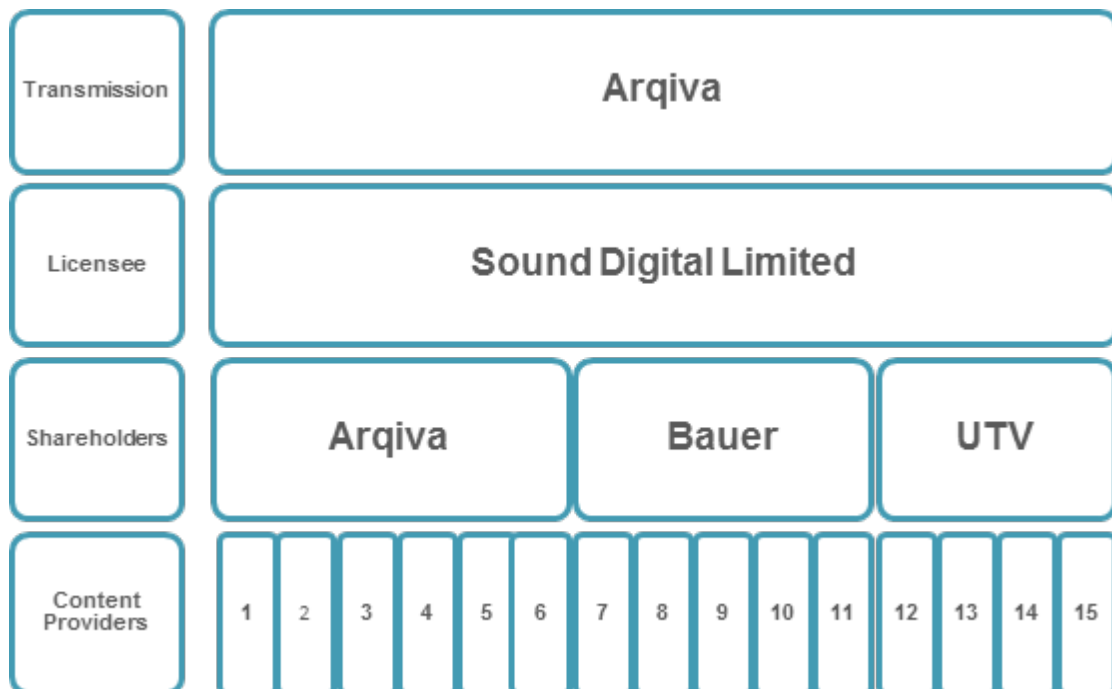 Transmission
Arqiva
Licensee
Sound Digital Limited
Shareholders
Arqiva
Bauer
UTV
Content
Providers
1 2 3 4 5 6 7 8 9 10 11 12 13 14 15